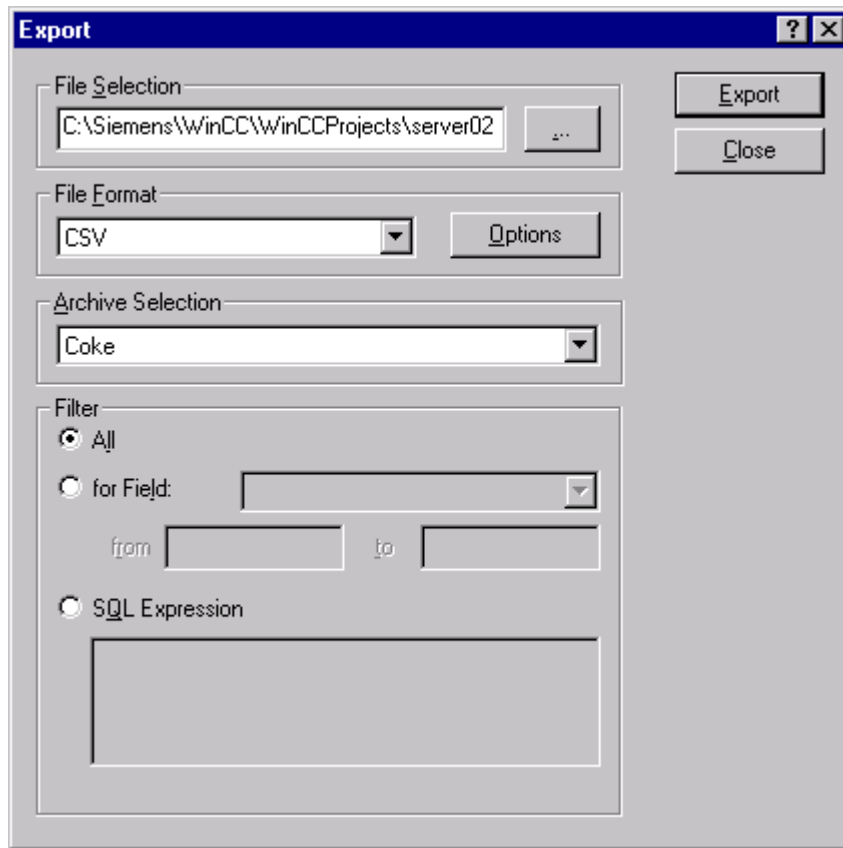 Export
File Selection
C:\Siemens\WinCC\WinCCProjects\server02
...
Export
Close
File Format
CSV
Options
Archive Selection
Coke
Filter
All
for Field:
from
to
SQL Expression